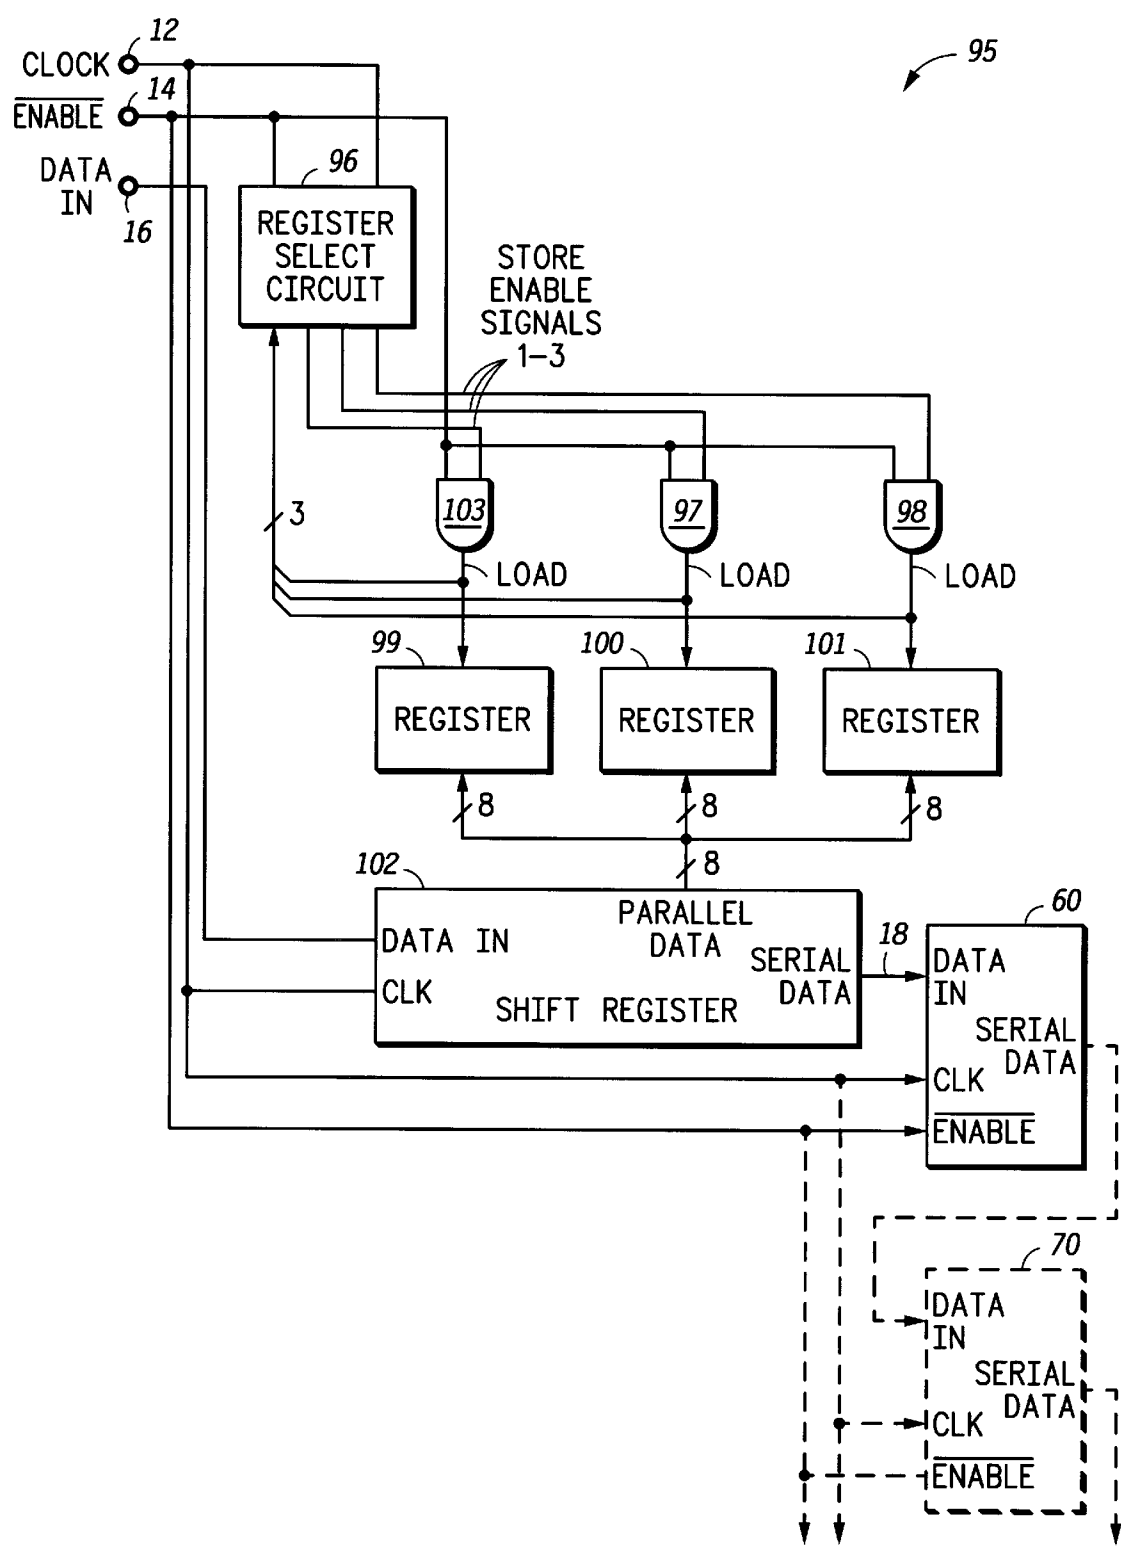 12
CLOCK
95
14
ENABLE
DATA
IN
16
96
REGISTER
SELECT
CIRCUIT
STORE
ENABLE
SIGNALS
1-3
3
103
97
98
LOAD
LOAD
LOAD
99
100
101
REGISTER
REGISTER
REGISTER
8
8
8
8
102
PARALLEL
DATA
DATA IN
SERIAL
DATA
CLK
SHIFT REGISTER
18
60
DATA
IN
SERIAL
DATA
CLK
ENABLE
70
DATA
IN
SERIAL
DATA
CLK
ENABLE